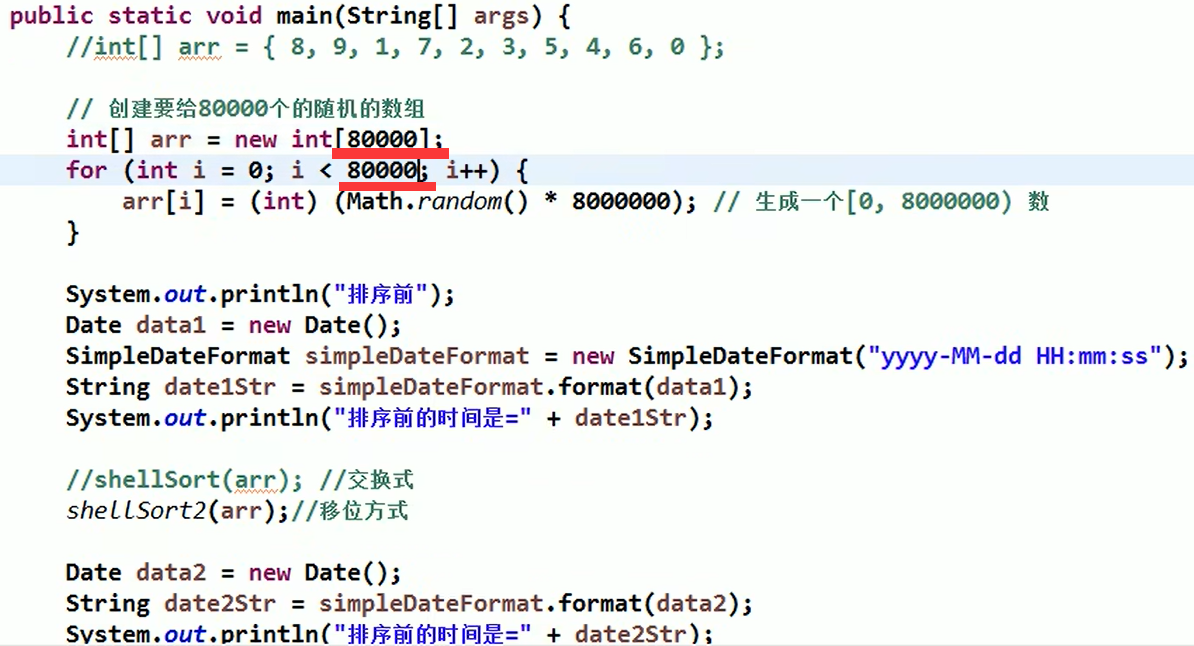 public static void main(String[] args) {
//int[] arr = { 8, 9, 1, 7, 2, 3, 5, 4, 6, 0 };
// 创建要给80000个的随机的数组
int[] arr = new int[80000];
for (int i = 0; i < 80000; i++) {
arr[i] = (int) (Math.random() * 8000000); // 生成一个[0, 8000000) 数
}
System.out.println("排序前");
Date data1 = new Date();
SimpleDateFormat simpleDateFormat = new SimpleDateFormat("yyyy-MM-dd HH:mm:ss");
String date1Str = simpleDateFormat.format(data1);
System.out.println("排序前的时间是=" + date1Str);
//shellSort(arr); //交换式
shellSort2(arr);//移位方式
Date data2 = new Date();
String date2Str = simpleDateFormat.format(data2);
System.out.println("排序前的时间是=" + date2Str);